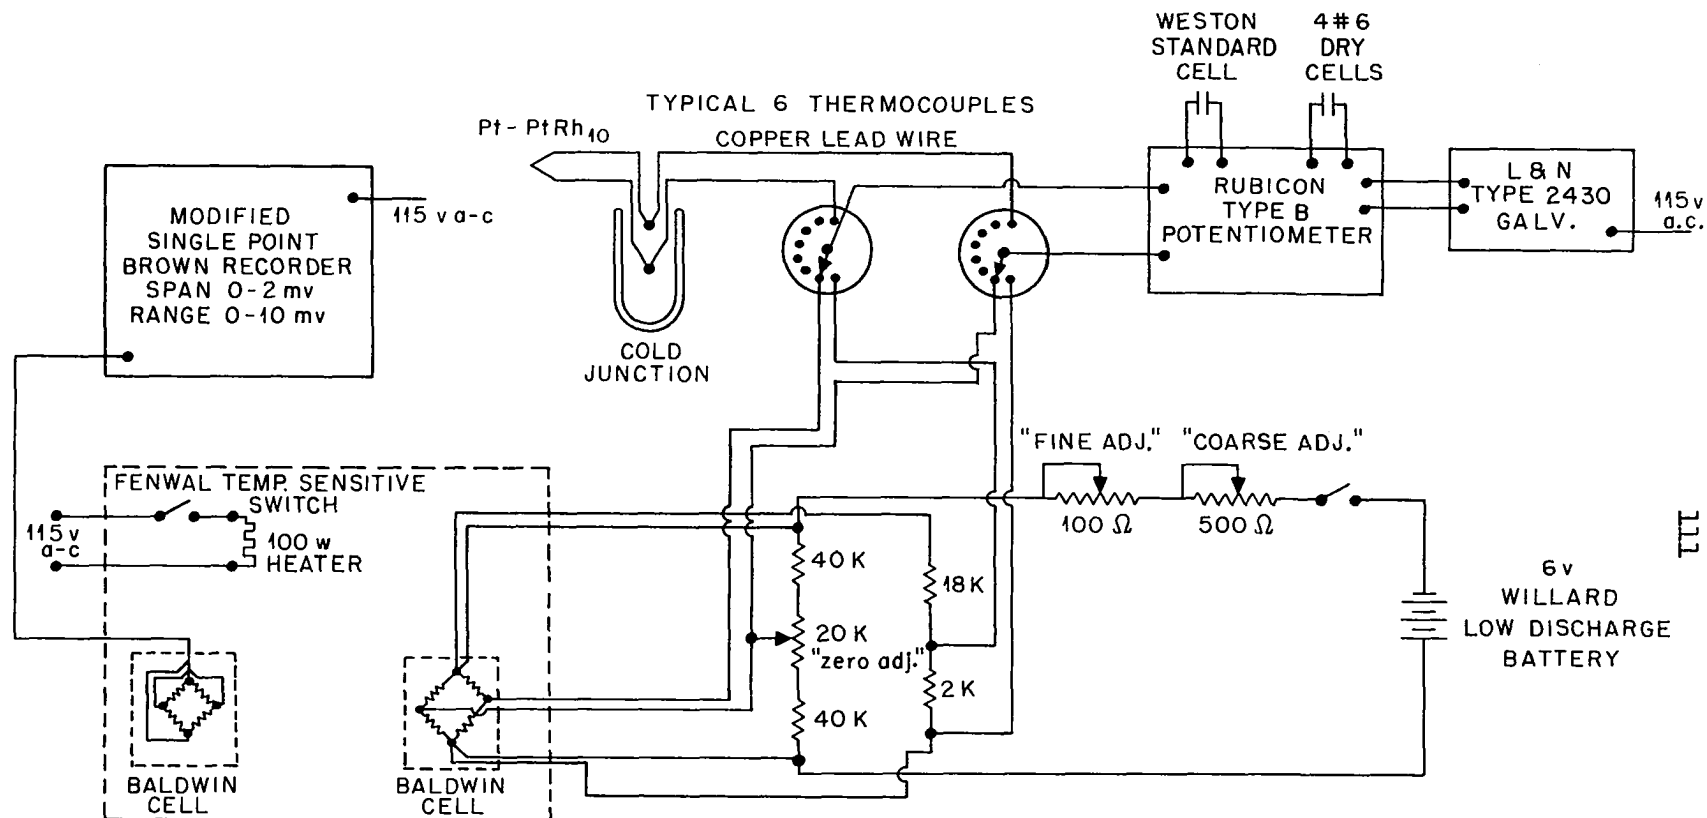 WESTON
STANDARD
CELL
4#6
DRY
CELLS
TYPICAL 6 THERMOCOUPLES
Pt-PtRh10
COPPER LEAD WIRE
MODIFIED
SINGLE POINT
BROWN RECORDER
SPAN 0-2 mv
RANGE 0-10 mv
115 v a-c
COLD
JUNCTION
RUBICON
TYPE B
POTENTIOMETER
L & N
TYPE 2430
GALV.
115 v
a.c.
"FINE ADJ."
"COARSE ADJ."
100 Ω
500 Ω
FENWAL TEMP. SENSITIVE
SWITCH
115 v
a-c
100 w
HEATER
40 K
18 K
20 K
"zero adj."
2 K
40 K
6 v
WILLARD
LOW DISCHARGE
BATTERY
BALDWIN
CELL
BALDWIN
CELL
111